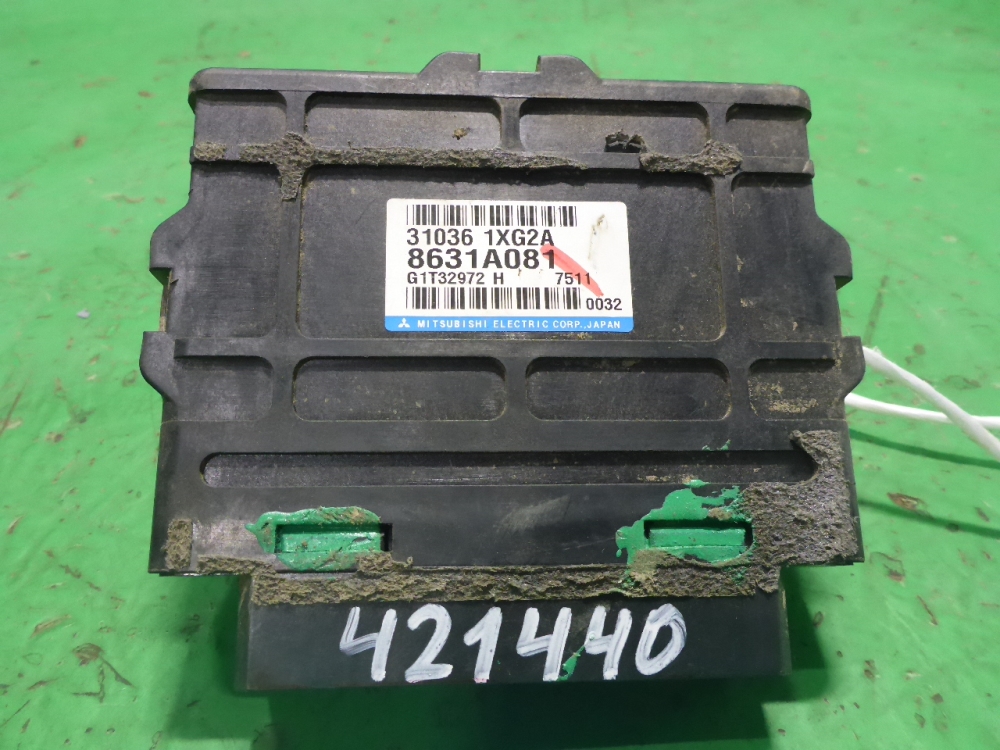 31036 1XG2A
8631A081
G1T32972 H 7511
0032
MITSUBISHI ELECTRIC CORP., JAPAN
421440